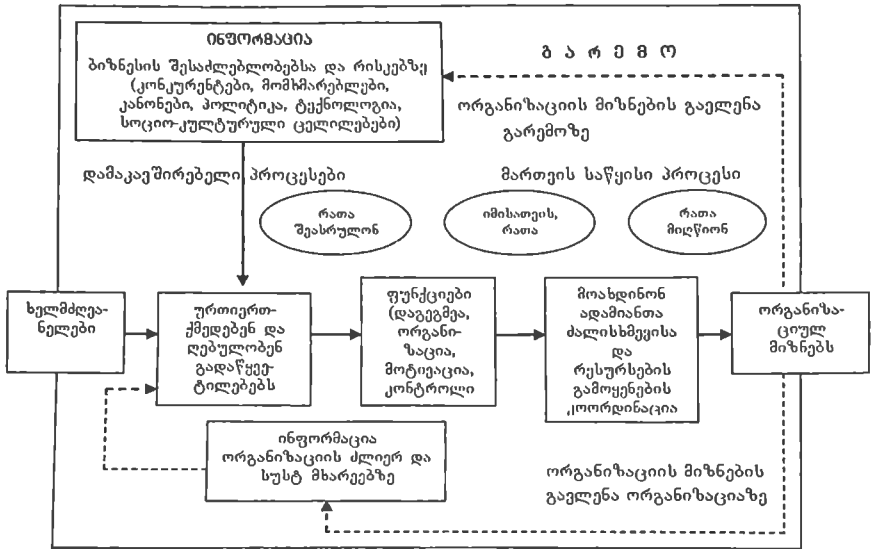 ინფორმაცია
ბიზნესის შესაძლებლობებსა და რისკებზე
(კონკურენტები, მომხმარებლები,
კანონები, პოლიტიკა, ტექნოლოგია,
სოციო-კულტურული ცვლილებები)
გ ა რ ე მ ო
ორგანიზაციის მიზნების გავლენა
გარემოზე
დამაკავშირებელი პროცესები
მართვის საწყისი პროცესი
რათა
შეასრულონ
იმისათვის,
რათა
რათა
მიღწიონ
ხელმძღვა-
ნელები
ურთიერთ-
ქმედებენ და
ღებულობენ
გადაწყვე-
ტილებებს
ფუნქციები
(დაგეგმვა,
ორგანი-
ზაცია,
მოტივაცია,
კონტროლი
მოახდინონ
ადამიანთა
ძალისხმევისა
და
რესურსების
გამოყენების
კოორდინაცია
ორგანიზა-
ციულ
მიზნებს
ინფორმაცია
ორგანიზაციის ძლიერ და
სუსტ მხარეებზე
ორგანიზაციის მიზნების
გავლენა ორგანიზაციაზე